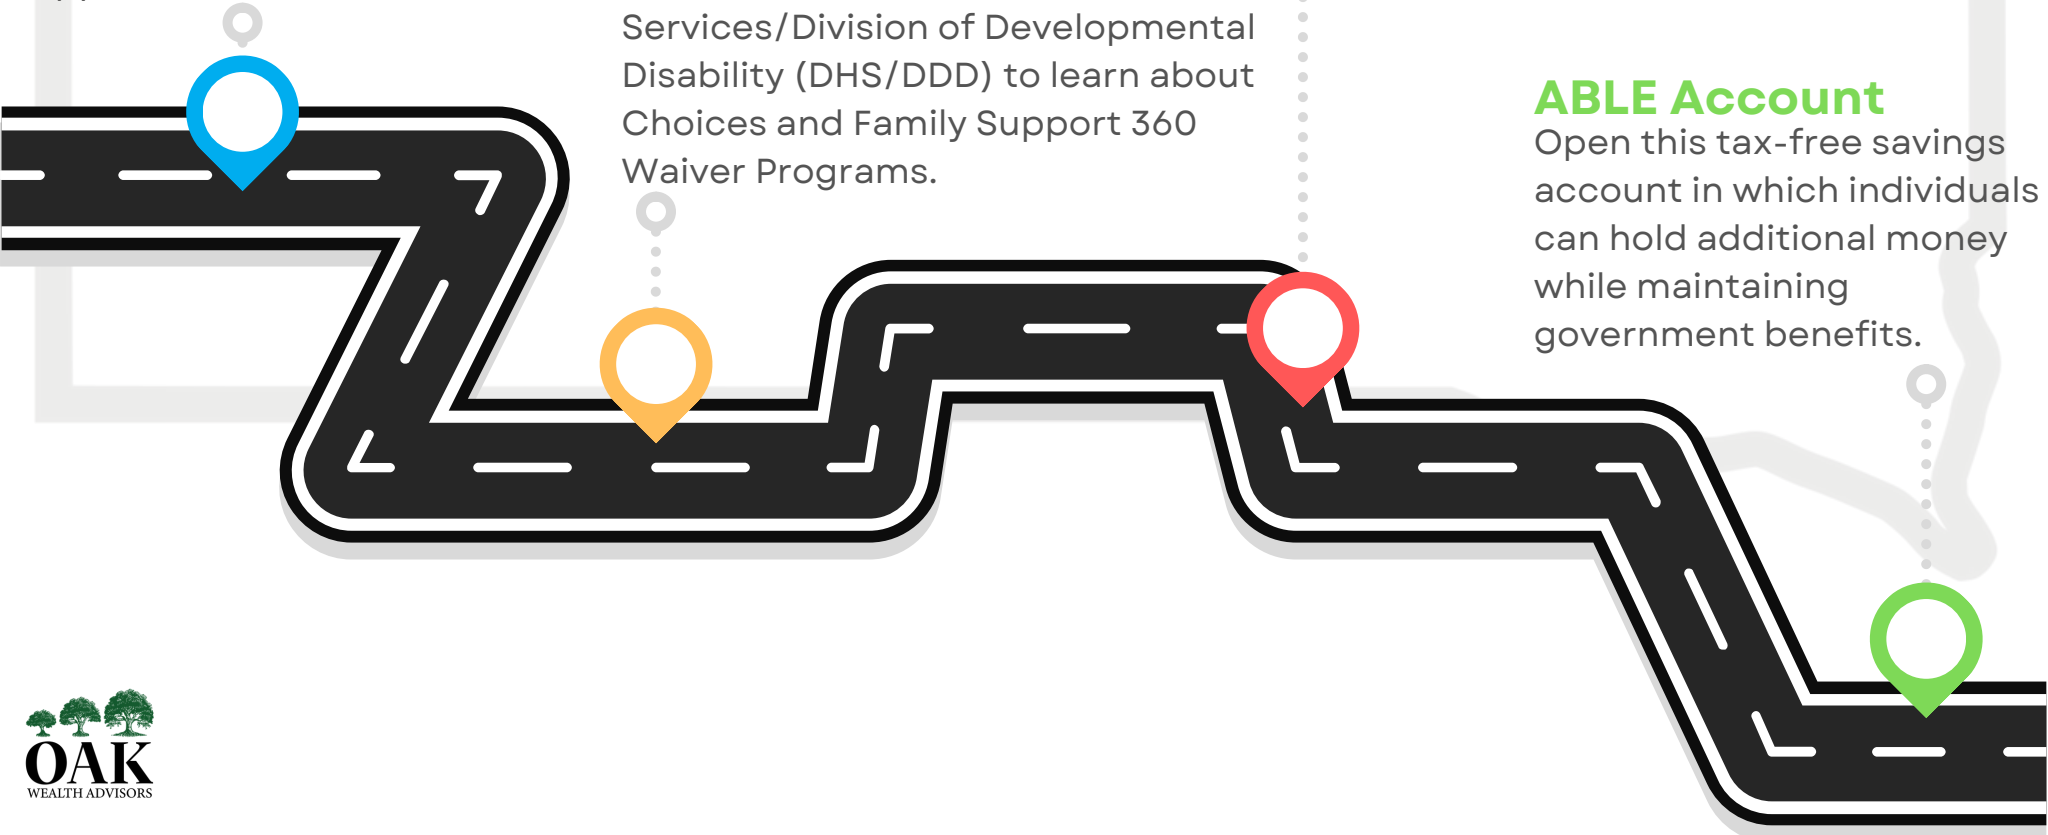 Services/Division of Developmental
Disability (DHS/DDD) to learn about
Choices and Family Support 360
Waiver Programs.
ABLE Account
Open this tax-free savings
account in which individuals
can hold additional money
while maintaining
government benefits.
OAK
WEALTH ADVISORS